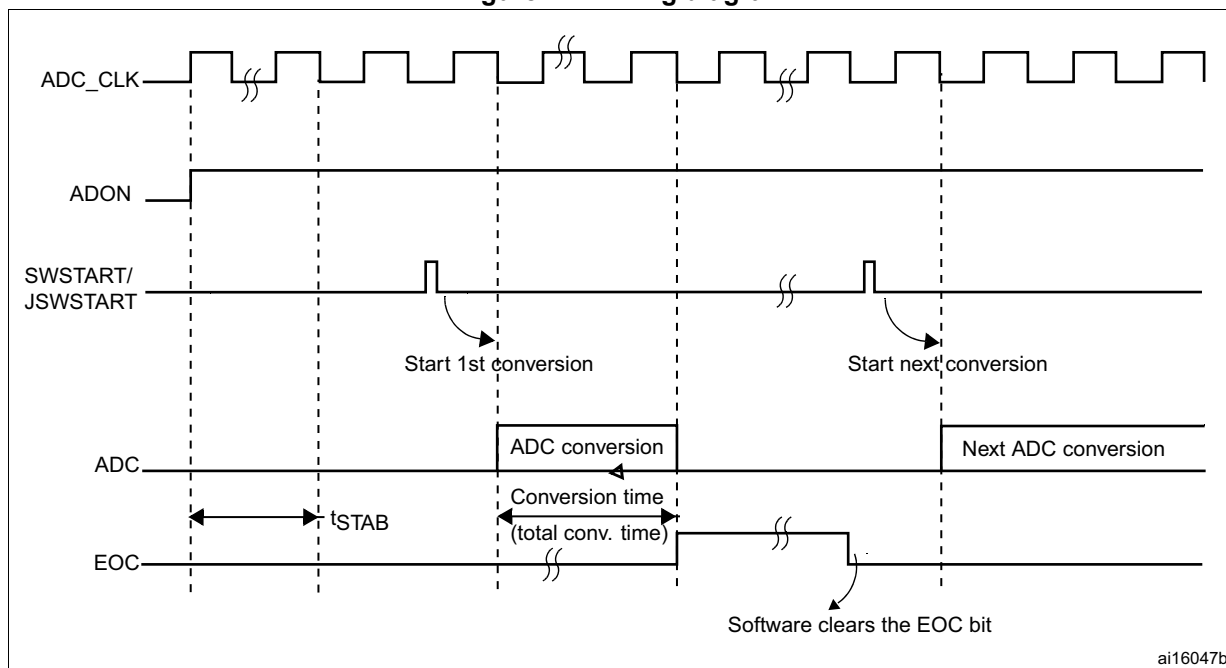 ADC_CLK
ADON
SWSTART/
JSWSTART
Start 1st conversion
Start next conversion
ADC
ADC conversion
Next ADC conversion
Conversion time
(total conv. time)
tSTAB
EOC
Software clears the EOC bit
ai16047b